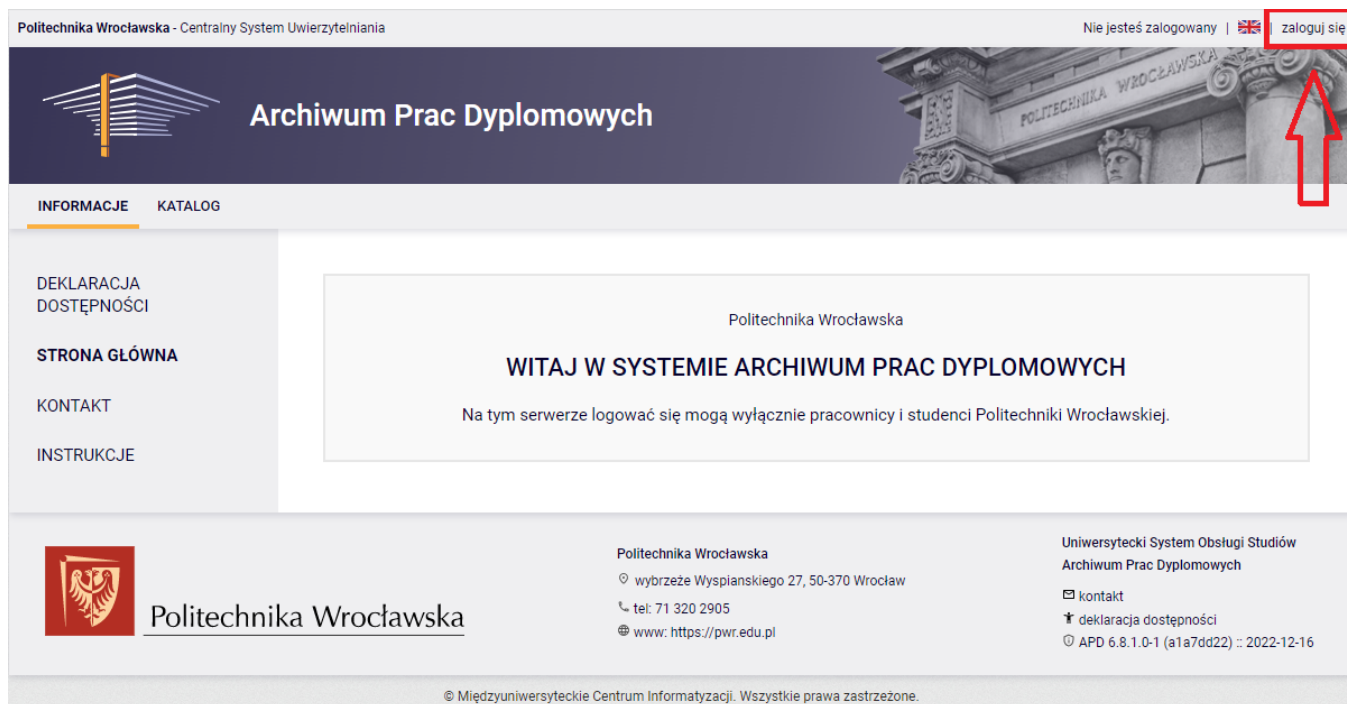 Politechnika Wrocławska - Centralny System Uwierzytelniania
Nie jesteś zalogowany | | zaloguj się
Archiwum Prac Dyplomowych
POLITECHNIKA WROCŁAWSKA
INFORMACJE KATALOG
DEKLARACJA
DOSTĘPNOŚCI
STRONA GŁÓWNA
KONTAKT
INSTRUKCJE
Politechnika Wrocławska
WITAJ W SYSTEMIE ARCHIWUM PRAC DYPLOMOWYCH
Na tym serwerze logować się mogą wyłącznie pracownicy i studenci Politechniki Wrocławskiej.
Politechnika Wrocławska
Politechnika Wrocławska
wybrzeże Wyspianskiego 27, 50-370 Wrocław
tel: 71 320 2905
www: https://pwr.edu.pl
Uniwersytecki System Obsługi Studiów
Archiwum Prac Dyplomowych
kontakt
deklaracja dostępności
APD 6.8.1.0-1 (a1a7dd22) :: 2022-12-16
© Międzyuniwersyteckie Centrum Informatyzacji. Wszystkie prawa zastrzeżone.